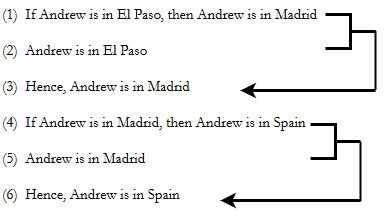 (1) If Andrew is in El Paso, then Andrew is in Madrid
(2) Andrew is in El Paso
(3) Hence, Andrew is in Madrid
(4) If Andrew is in Madrid, then Andrew is in Spain
(5) Andrew is in Madrid
(6) Hence, Andrew is in Spain